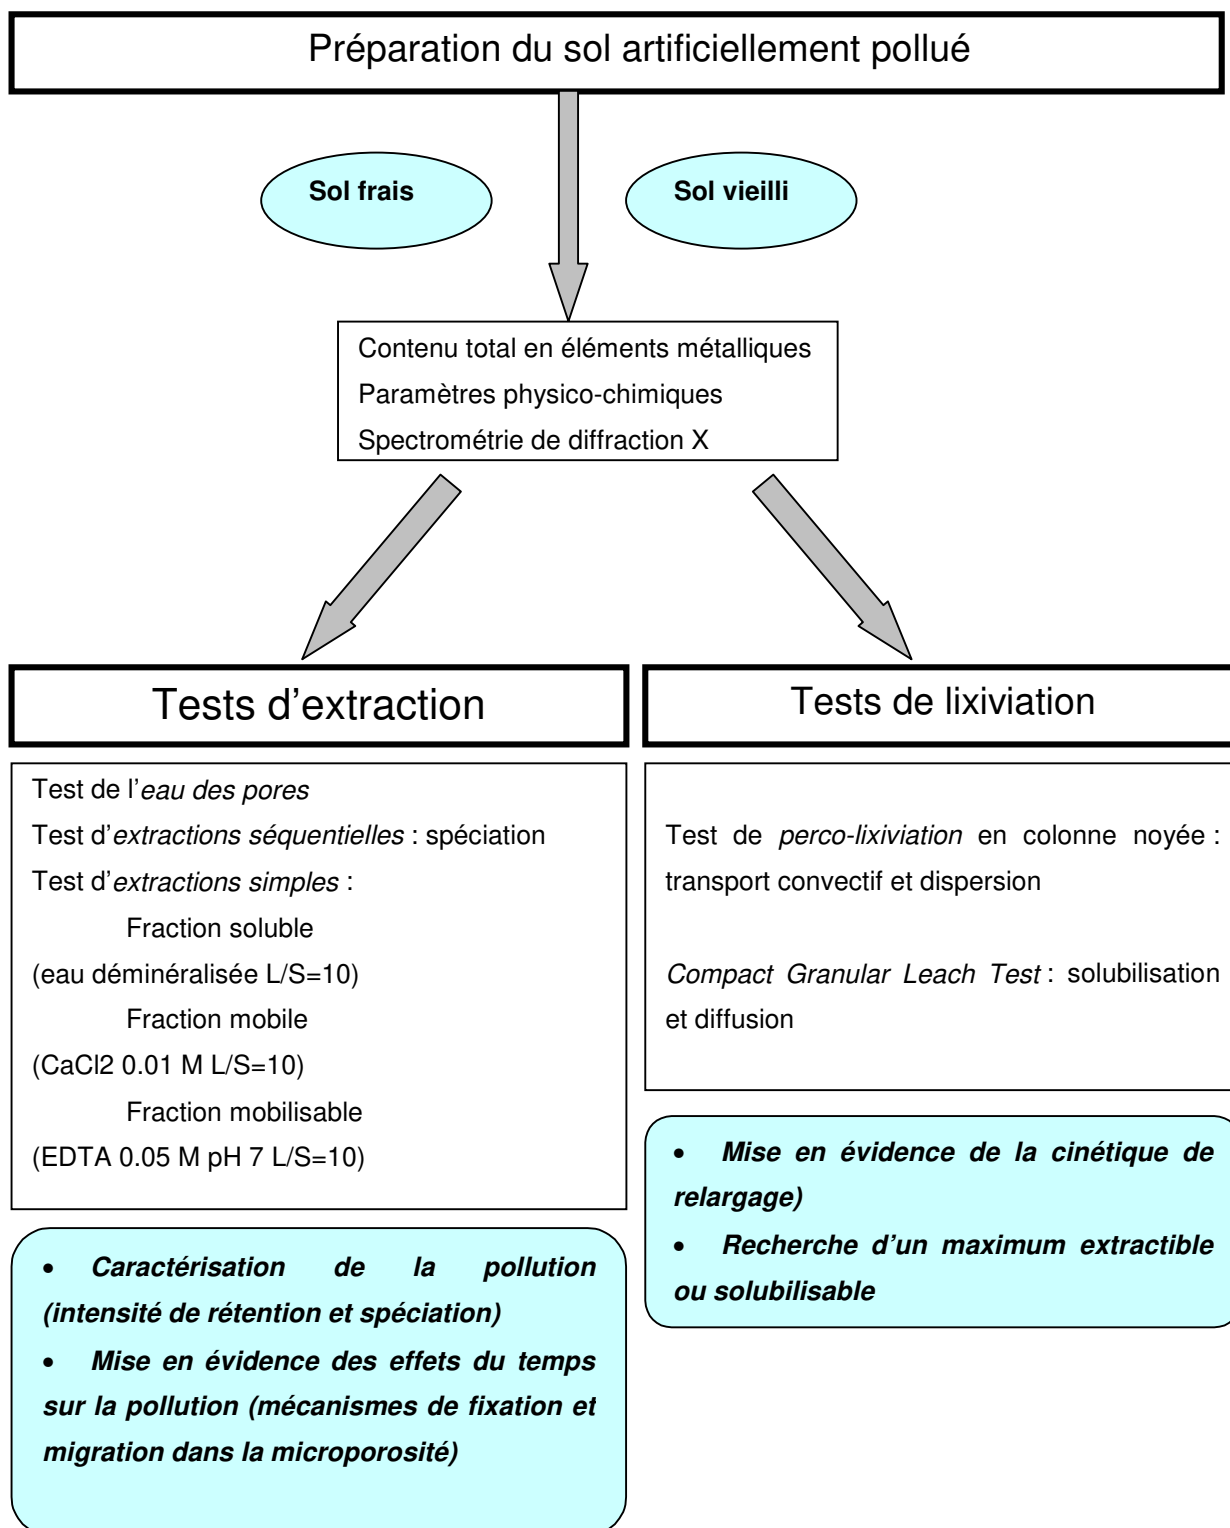 Préparation du sol artificiellement pollué
Sol frais
Sol vieilli
Contenu total en éléments métalliques
Paramètres physico-chimiques
Spectrométrie de diffraction X
Tests d’extraction
Test de l’eau des pores
Test d’extractions séquentielles : spéciation
Test d’extractions simples :
Fraction soluble
(eau déminéralisée L/S=10)
Fraction mobile
(CaCl2 0.01 M L/S=10)
Fraction mobilisable
(EDTA 0.05 M pH 7 L/S=10)
• Caractérisation de la pollution
(intensité de rétention et spéciation)
• Mise en évidence des effets du temps
sur la pollution (mécanismes de fixation et
migration dans la microporosité)
Tests de lixiviation
Test de perco-lixiviation en colonne noyée :
transport convectif et dispersion
Compact Granular Leach Test : solubilisation
et diffusion
• Mise en évidence de la cinétique de
relargage)
• Recherche d’un maximum extractible
ou solubilisable